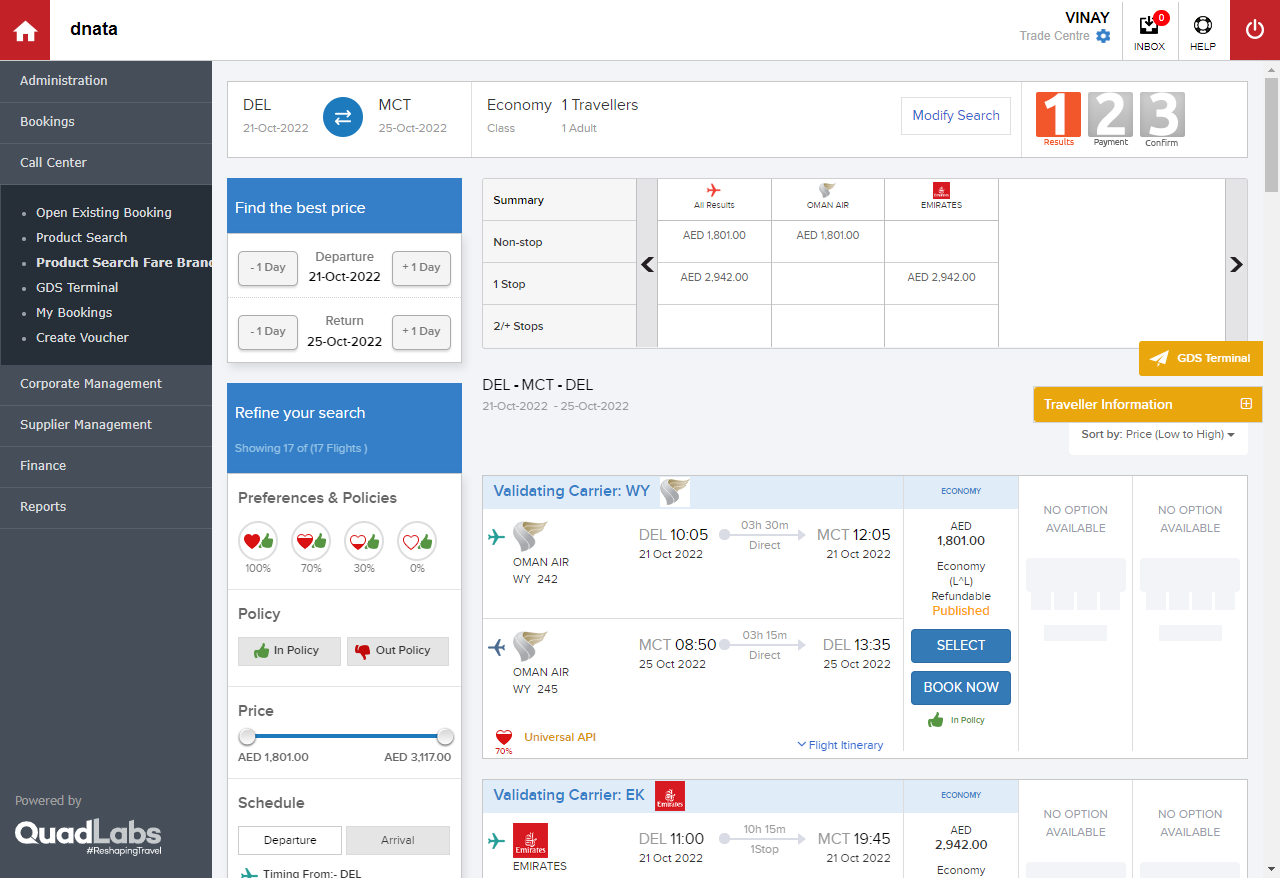 dnata
VINAY
Trade Centre
0
INBOX
HELP
Administration
Bookings
Call Center
Open Existing Booking
Product Search
Product Search Fare Bran
GDS Terminal
My Bookings
Create Voucher
Corporate Management
Supplier Management
Finance
Reports
Powered by
QuadLabs
#ReshapingTravel
DEL
21-Oct-2022
MCT
25-Oct-2022
Economy
Class
1 Travellers
1 Adult
Modify Search
1
Results
2
Payment
3
Confirm
Find the best price
- 1 Day
Departure
21-Oct-2022
+ 1 Day
- 1 Day
Return
25-Oct-2022
+ 1 Day
Refine your search
Showing 17 of (17 Flights )
Preferences & Policies
100%
70%
30%
0%
Policy
In Policy
Out Policy
Price
AED 1,801.00
AED 3,117.00
Schedule
Departure
Arrival
Timing From:- DEL
Summary
All Results
OMAN AIR
Emirates
EMIRATES
Non-stop
AED 1,801.00
AED 1,801.00
1 Stop
AED 2,942.00
AED 2,942.00
2/+ Stops
GDS Terminal
DEL - MCT - DEL
21-Oct-2022 - 25-Oct-2022
Traveller Information
Sort by: Price (Low to High)
Validating Carrier: WY
ECONOMY
OMAN AIR
WY 242
DEL 10:05
21 Oct 2022
03h 30m
Direct
MCT 12:05
21 Oct 2022
OMAN AIR
WY 245
MCT 08:50
25 Oct 2022
03h 15m
Direct
DEL 13:35
25 Oct 2022
70%
Universal API
Flight Itinerary
AED
1,801.00
Economy
(L^L)
Refundable
Published
SELECT
BOOK NOW
In Policy
NO OPTION
AVAILABLE
NO OPTION
AVAILABLE
Validating Carrier: EK
Emirates
ECONOMY
Emirates
EMIRATES
DEL 11:00
21 Oct 2022
10h 15m
1Stop
MCT 19:45
21 Oct 2022
AED
2,942.00
Economy
NO OPTION
AVAILABLE
NO OPTION
AVAILABLE